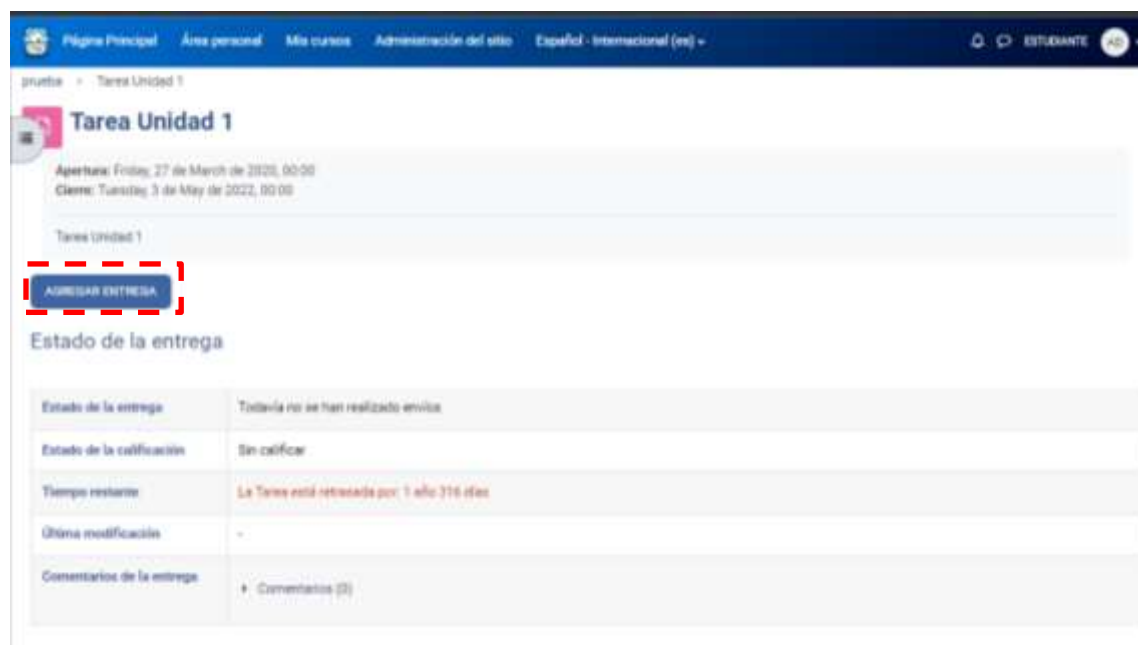 Página Principal Área personal Mis cursos Administración del sitio Español - Internacional (es) ESTUDIANTE AD
prueba > Tarea Unidad 1
Tarea Unidad 1
Apertura: Friday, 27 de March de 2020, 00:00
Cierre: Tuesday, 3 de May de 2022, 00:00
Tarea Unidad 1
AGREGAR ENTREGA
Estado de la entrega
Estado de la entrega Todavía no se han realizado envíos
Estado de la calificación Sin calificar
Tiempo restante La Tarea está retrasada por: 1 año 316 días
Última modificación -
Comentarios de la entrega Comentarios (0)